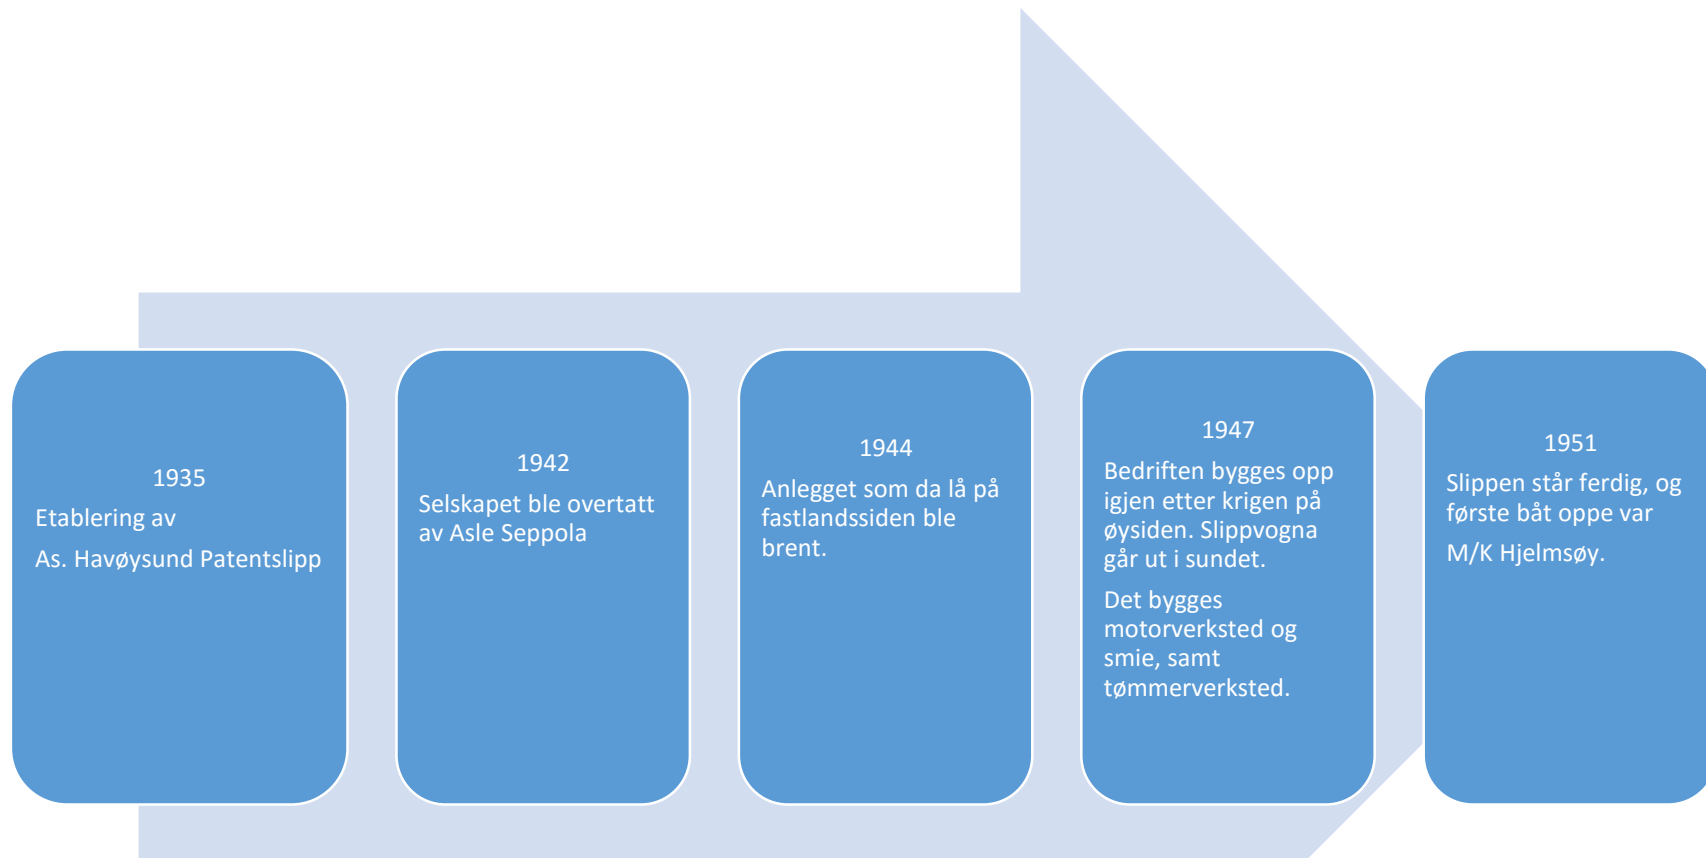 1935
Etablering av
As. Havøysund Patentslipp
1942
Selskapet ble overtatt
av Asle Seppola
1944
Anlegget som da lå på
fastlandssiden ble
brent.
1947
Bedriften bygges opp
igjen etter krigen på
øysiden. Slippvogna
går ut i sundet.
Det bygges
motorverksted og
smie, samt
tømmerverksted.
1951
Slippen står ferdig, og
første båt oppe var
M/K Hjelmsøy.